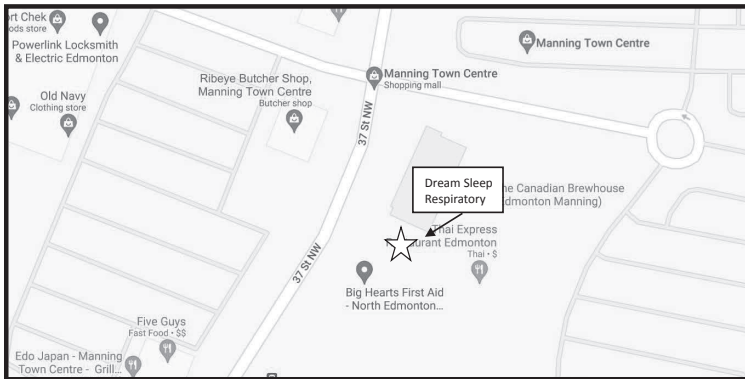 ort Chek
ods store
Powerlink Locksmith
& Electric Edmonton
Old Navy
Clothing store
Ribeye Butcher Shop,
Manning Town Centre
Butcher shop
Manning Town Centre
Shopping mall
Manning Town Centre
37 St NW
37 St NW
Dream Sleep
Respiratory
ne Canadian Brewhouse
dmonton Manning)
Thai Express
urant Edmonton
Thai • $
Big Hearts First Aid
- North Edmonton...
Five Guys
Fast Food • $$
Edo Japan - Manning
Town Centre - Grill...